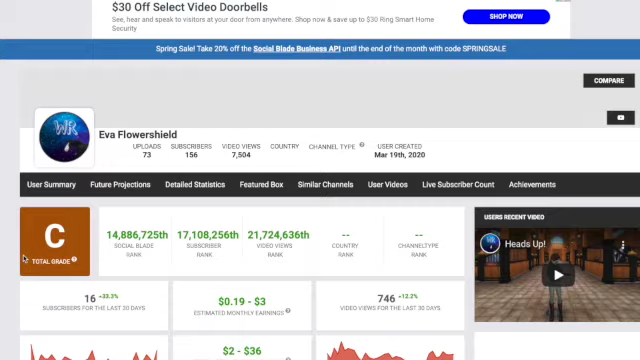 $30 Off Select Video Doorbells
See, hear and speak to visitors at your door from anywhere. Shop now & save up to $30 Ring Smart Home
Security
SHOP NOW
Spring Sale! Take 20% off the Social Blade Business API until the end of the month with code SPRINGSALE
COMPARE
WR
Eva Flowershield
UPLOADS
73
SUBSCRIBERS
156
VIDEO VIEWS
7,504
COUNTRY
CHANNEL TYPE
USER CREATED
Mar 19th, 2020
User Summary
Future Projections
Detailed Statistics
Featured Box
Similar Channels
User Videos
Live Subscriber Count
Achievements
C
TOTAL GRADE
14,886,725th
SOCIAL BLADE
RANK
17,108,256th
SUBSCRIBER
RANK
21,724,636th
VIDEO VIEWS
RANK
--
COUNTRY
RANK
--
CHANNELTYPE
RANK
USERS RECENT VIDEO
WR
Heads Up!
16 +33.3%
SUBSCRIBERS FOR THE LAST 30 DAYS
$0.19 - $3
ESTIMATED MONTHLY EARNINGS
746 +12.2%
VIDEO VIEWS FOR THE LAST 30 DAYS
$2 - $36